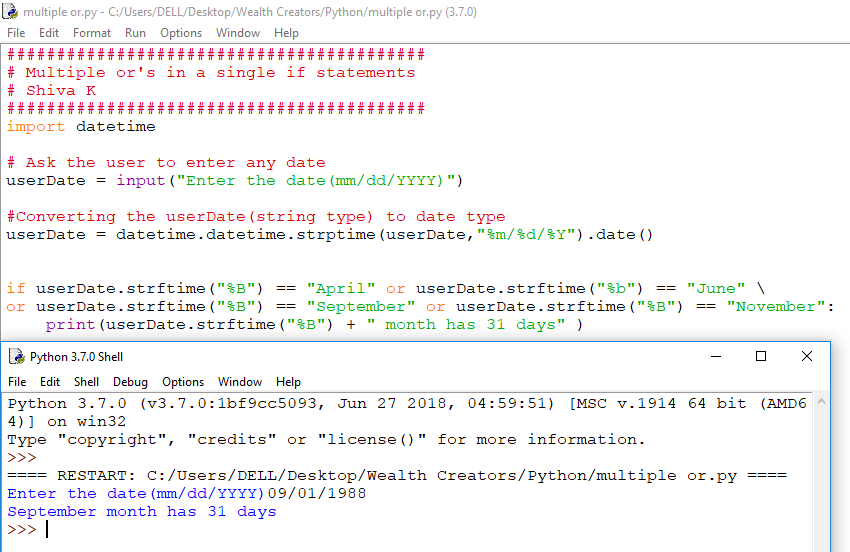 multiple or.py - C:/Users/DELL/Desktop/Wealth Creators/Python/multiple or.py (3.7.0)
File Edit Format Run Options Window Help
##########################################
# Multiple or's in a single if statements
# Shiva K
##########################################
import datetime
# Ask the user to enter any date
userDate = input("Enter the date(mm/dd/YYYY)")
#Converting the userDate(string type) to date type
userDate = datetime.datetime.strptime(userDate,"%m/%d/%Y").date()
if userDate.strftime("%B") == "April" or userDate.strftime("%b") == "June" \
or userDate.strftime("%B") == "September" or userDate.strftime("%B") == "November":
    print(userDate.strftime("%B") + " month has 31 days" )
Python 3.7.0 Shell
File Edit Shell Debug Options Window Help
Python 3.7.0 (v3.7.0:1bf9cc5093, Jun 27 2018, 04:59:51) [MSC v.1914 64 bit (AMD6
4)] on win32
Type "copyright", "credits" or "license()" for more information.
>>>
==== RESTART: C:/Users/DELL/Desktop/Wealth Creators/Python/multiple or.py ====
Enter the date(mm/dd/YYYY)09/01/1988
September month has 31 days
>>>